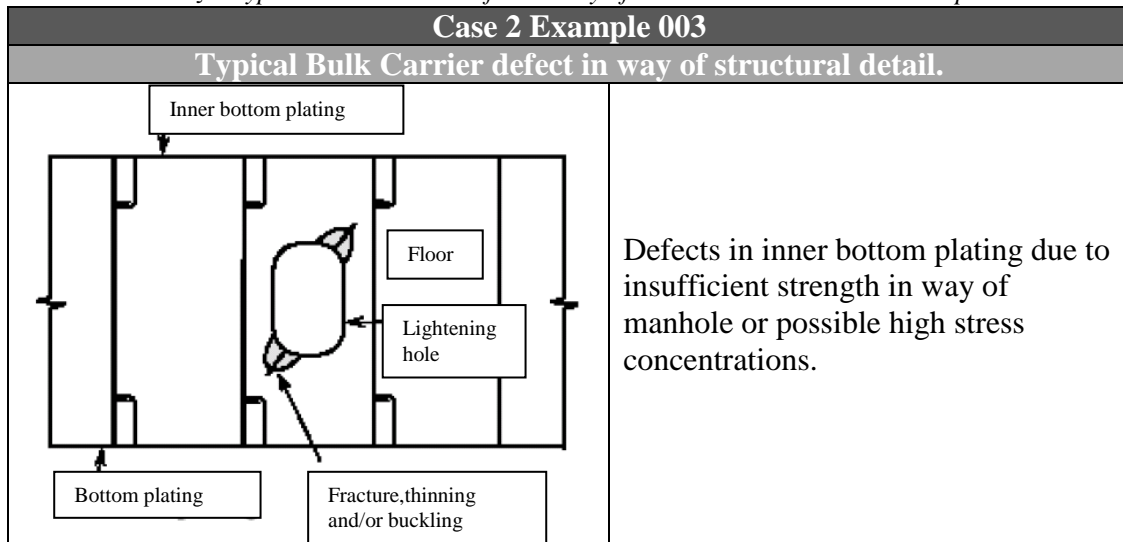 Case 2 Example 003
Typical Bulk Carrier defect in way of structural detail.
Inner bottom plating
Floor
Lightening
hole
Bottom plating
Fracture,thinning
and/or buckling
Defects in inner bottom plating due to
insufficient strength in way of
manhole or possible high stress
concentrations.